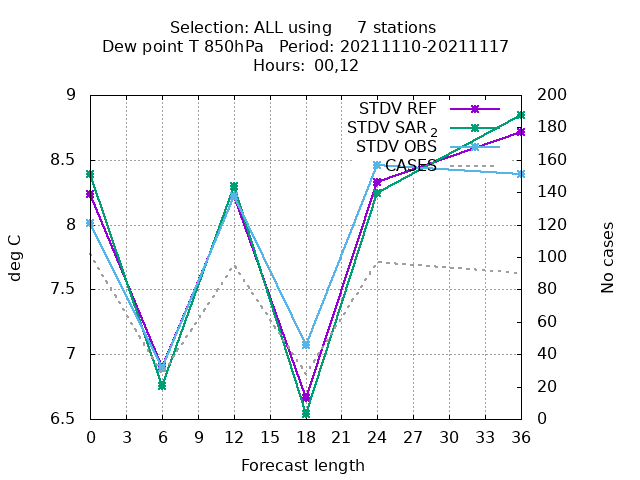 Selection: ALL using     7 stations
Dew point T 850hPa   Period: 20211110-20211117
Hours:  00,12
STDV REF
STDV SAR 2
STDV OBS
CASES
deg C
9
8.5
8
7.5
7
6.5
No cases
200
180
160
140
120
100
80
60
40
20
0
0 3 6 9 12 15 18 21 24 27 30 33 36
Forecast length